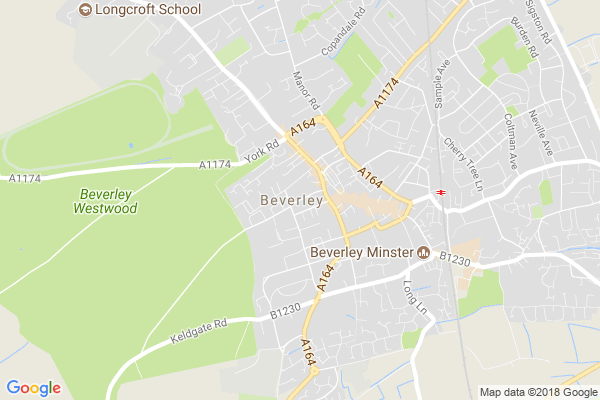 Longcroft School
Copandale Rd
Sigston Rd
burden Rd
Manor Rd
A1174
Sample Ave
Neville Ave
Coltman Ave
A164
York Rd
Cherry Tree Ln
A1174
A1174
A164
Beverley
Westwood
Beverley
Beverley Minster
B1230
A164
Long Ln
B1230
Keldgate Rd
A164
Google
Map data ©2018 Google